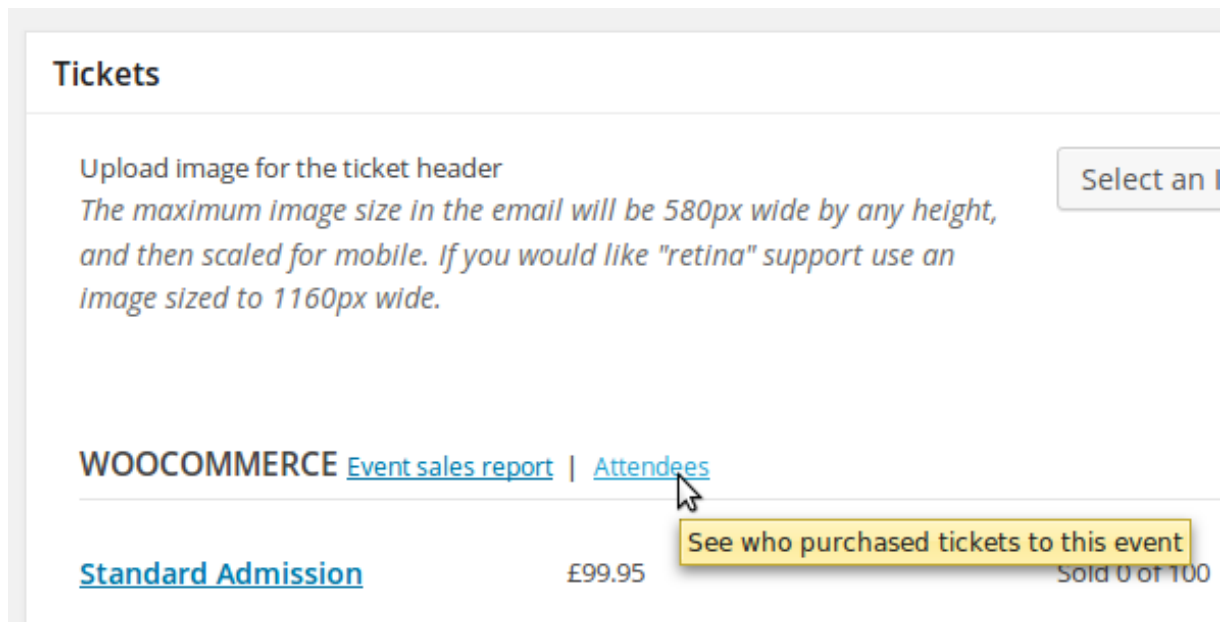 Tickets
Upload image for the ticket header
Select an
The maximum image size in the email will be 580px wide by any height,
and then scaled for mobile. If you would like "retina" support use an
image sized to 1160px wide.
WOOCOMMERCE Event sales report | Attendees
See who purchased tickets to this event
Standard Admission £99.95 Sold 0 of 100